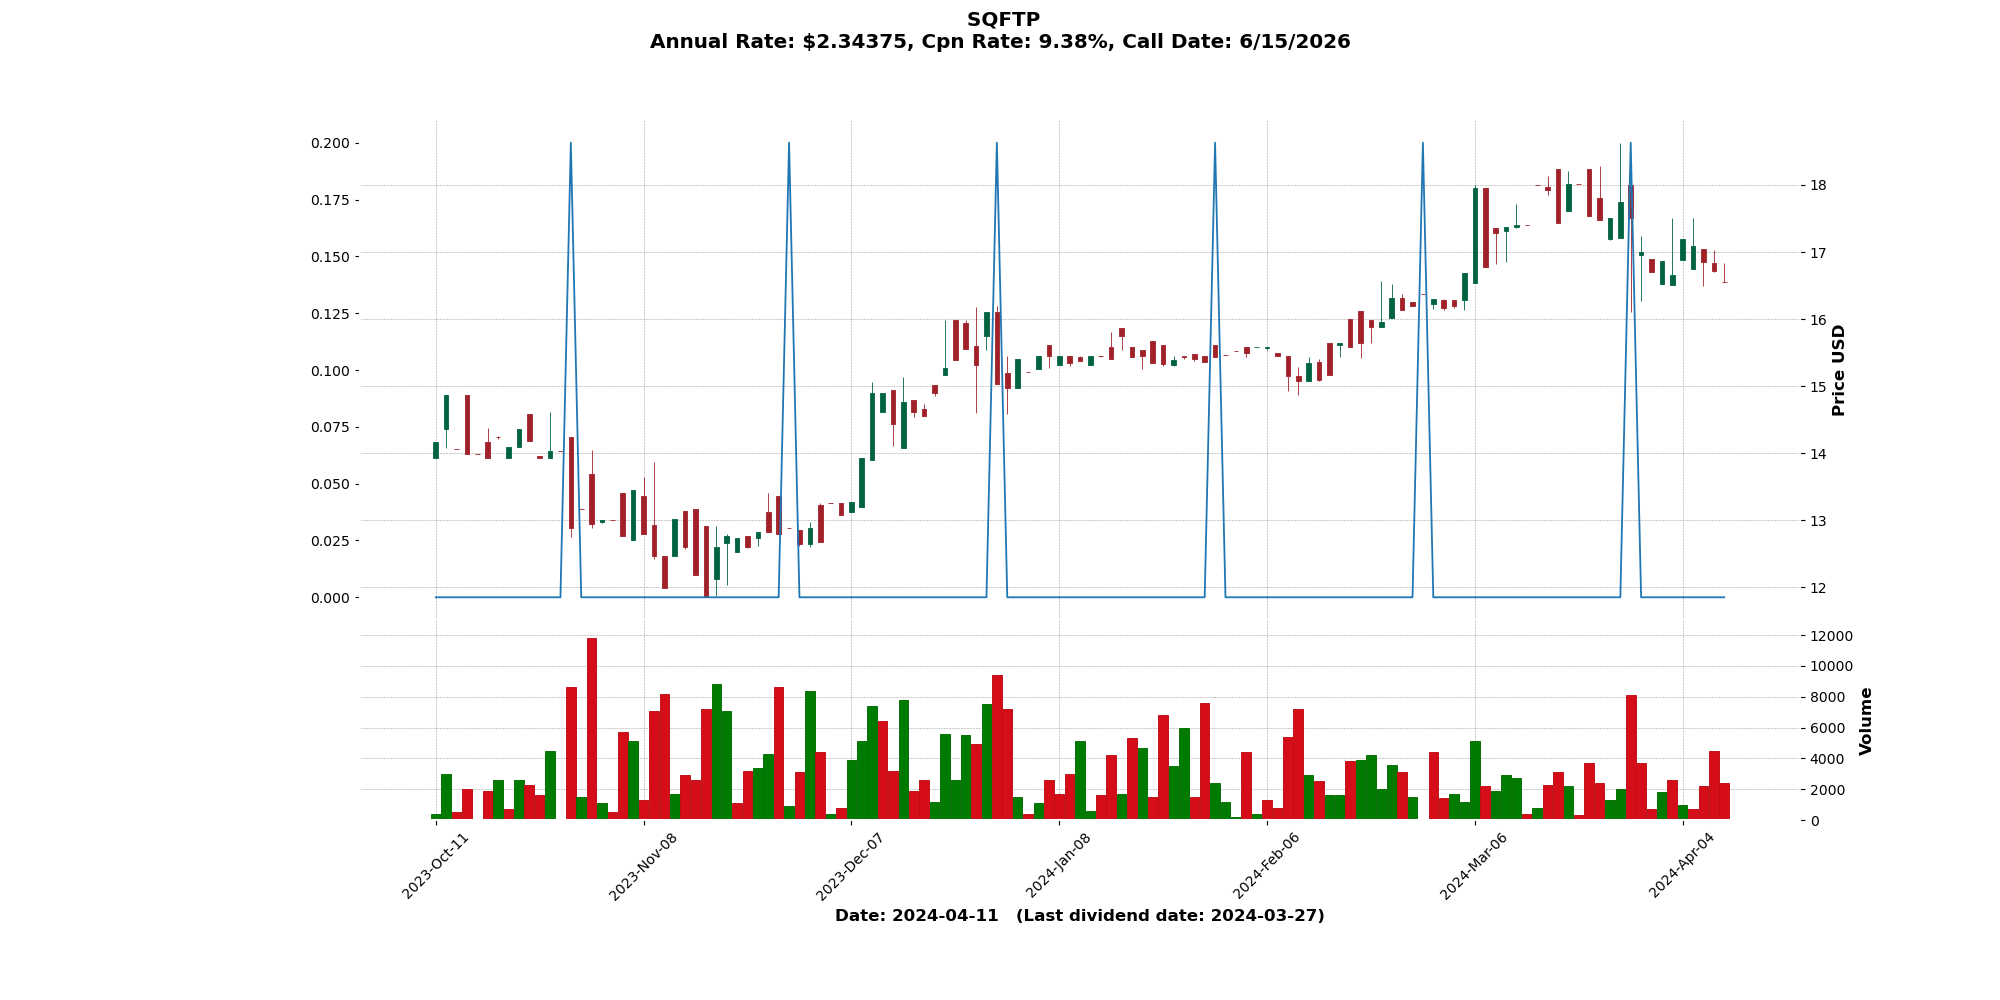 SQFTP
Annual Rate: $2.34375, Cpn Rate: 9.38%, Call Date: 6/15/2026
0.200
0.175
0.150
0.125
0.100
0.075
0.050
0.025
0.000
18
17
16
15
14
13
12
Price USD
12000
10000
8000
6000
4000
2000
0
Volume
2023-Oct-11
2023-Nov-08
2023-Dec-07
2024-Jan-08
2024-Feb-06
2024-Mar-06
2024-Apr-04
Date: 2024-04-11 (Last dividend date: 2024-03-27)